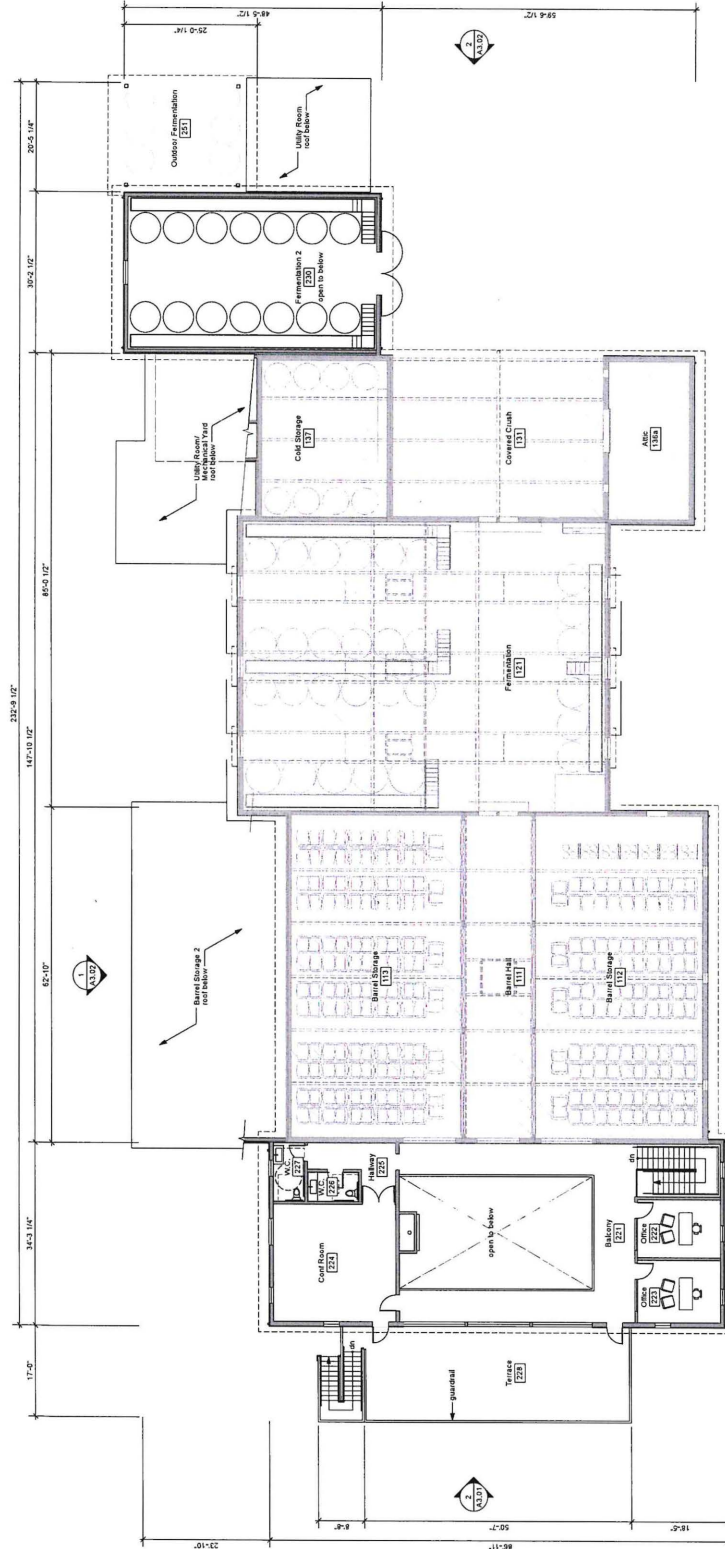 232'-9 1/2"
17'-0"
34'-3 1/4"
62'-10"
147'-10 1/2"
85'-0 1/2"
30'-2 1/2"
20'-5 1/4"
1
A3.02
Barrel Storage 2
roof below
Utility Room/
Mechanical Yard
roof below
Outdoor Fermentation
251
Utility Room
roof below
25'-0 1/4"
48'-5 1/2"
59'-6 1/2"
2
A3.02
Fermentation 2
230
open to below
Cold Storage
137
Covered Crush
131
Attic
136a
Fermentation
121
Barrel Storage
113
Barrel Hall
111
Barrel Storage
112
W.C.
227
W.C.
226
Hallway
225
Conf Room
224
open to below
Balcony
221
dn
Office
222
Office
223
dn
Terrace
228
guardrail
2
A3.01
23'-10"
8'-8"
50'-7"
86'-11"
18'-5"